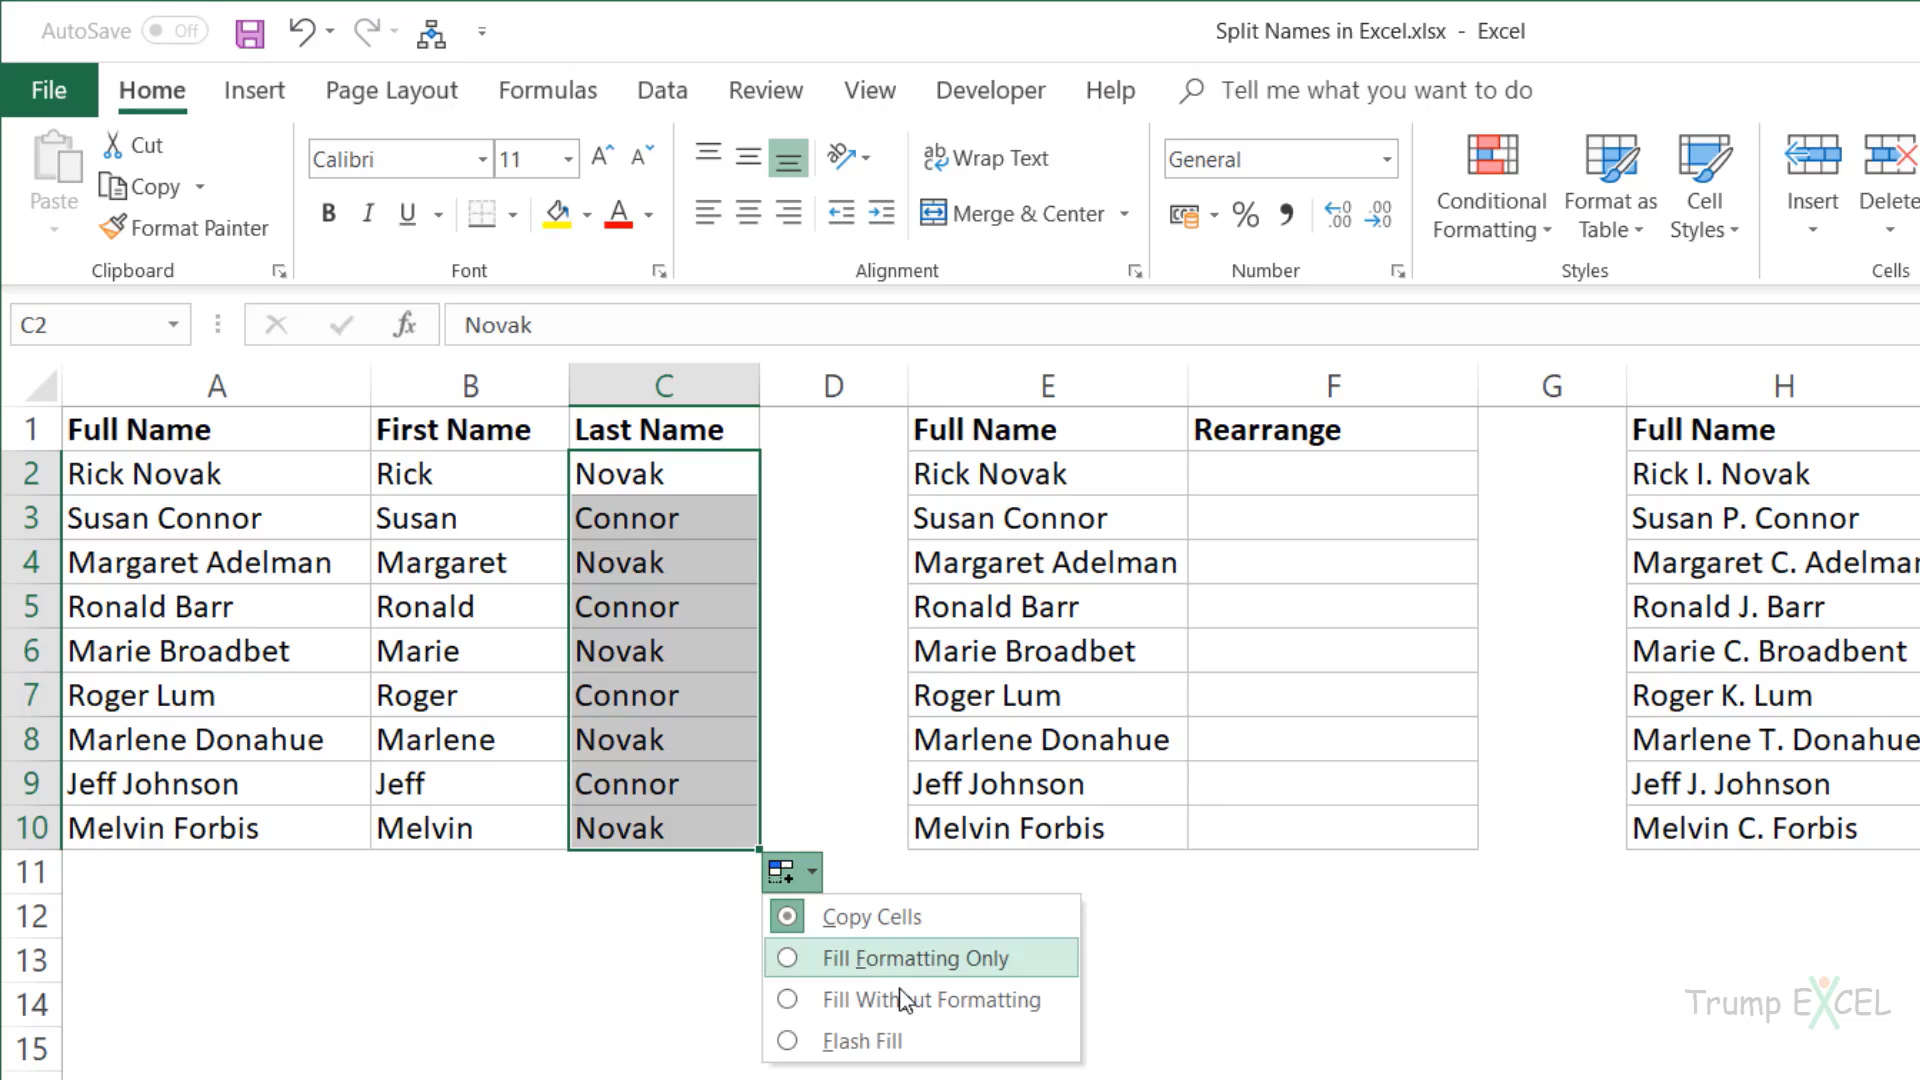 AutoSave Off Split Names in Excel.xlsx - Excel
File Home Insert Page Layout Formulas Data Review View Developer Help Tell me what you want to do
Paste
Cut
Copy
Format Painter
Clipboard
Calibri 11
B I U A
Font
ab Wrap Text
Merge & Center
Alignment
General
% 9 .00 .00
Number
Conditional Formatting
Format as Table
Cell Styles
Styles
Insert Delete
Cells
C2 fx Novak
A B C D E F G H
1 Full Name First Name Last Name Full Name Rearrange Full Name
2 Rick Novak Rick Novak Rick Novak Rick I. Novak
3 Susan Connor Susan Connor Susan Connor Susan P. Connor
4 Margaret Adelman Margaret Novak Margaret Adelman Margaret C. Adelman
5 Ronald Barr Ronald Connor Ronald Barr Ronald J. Barr
6 Marie Broadbet Marie Novak Marie Broadbet Marie C. Broadbent
7 Roger Lum Roger Connor Roger Lum Roger K. Lum
8 Marlene Donahue Marlene Novak Marlene Donahue Marlene T. Donahue
9 Jeff Johnson Jeff Connor Jeff Johnson Jeff J. Johnson
10 Melvin Forbis Melvin Novak Melvin Forbis Melvin C. Forbis
11
12 Copy Cells
13 Fill Formatting Only
14 Fill Without Formatting
15 Flash Fill
Trump EXCEL